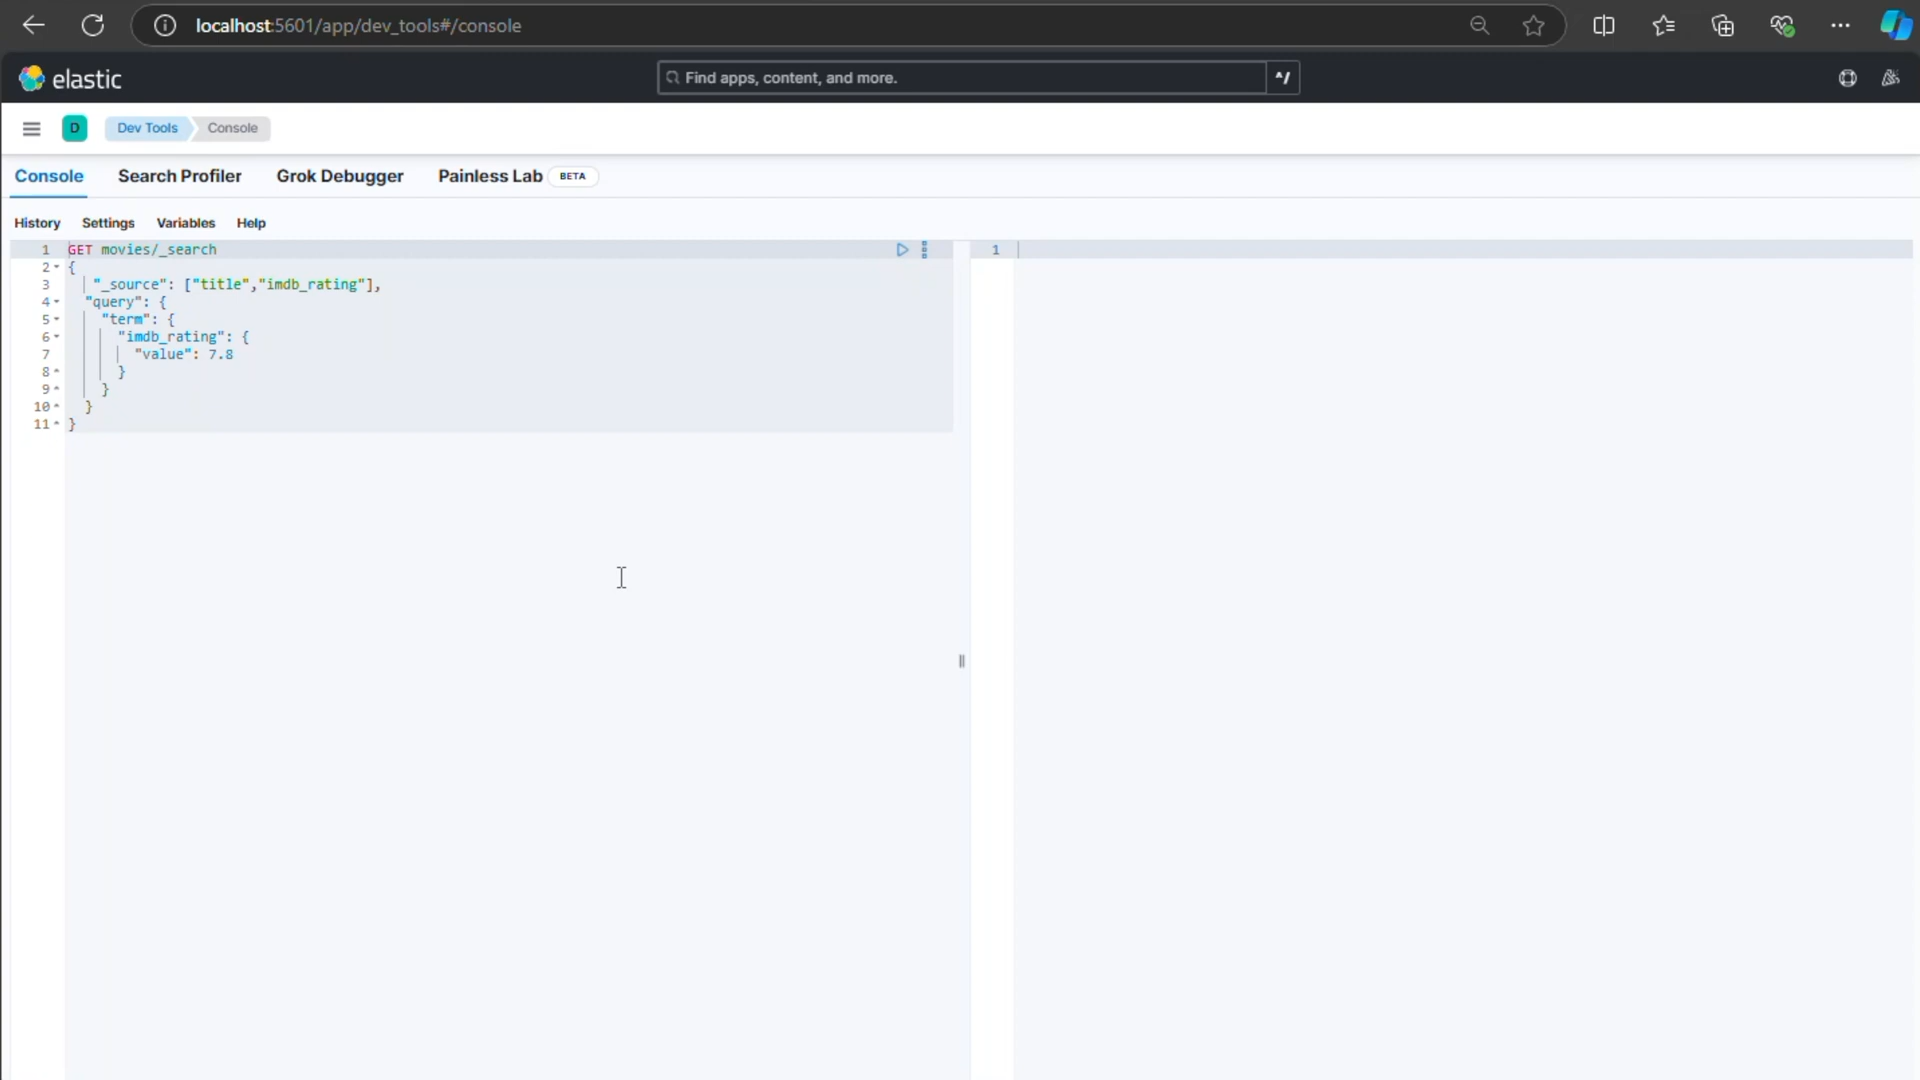 localhost:5601/app/dev_tools#/console
elastic
Find apps, content, and more.
^/
D
Dev Tools
Console
Console
Search Profiler
Grok Debugger
Painless Lab
BETA
History
Settings
Variables
Help
1 GET movies/_search
2 {
3 "_source": ["title","imdb_rating"],
4 "query": {
5 "term": {
6 "imdb_rating": {
7 "value": 7.8
8 }
9 }
10 }
11 }
1